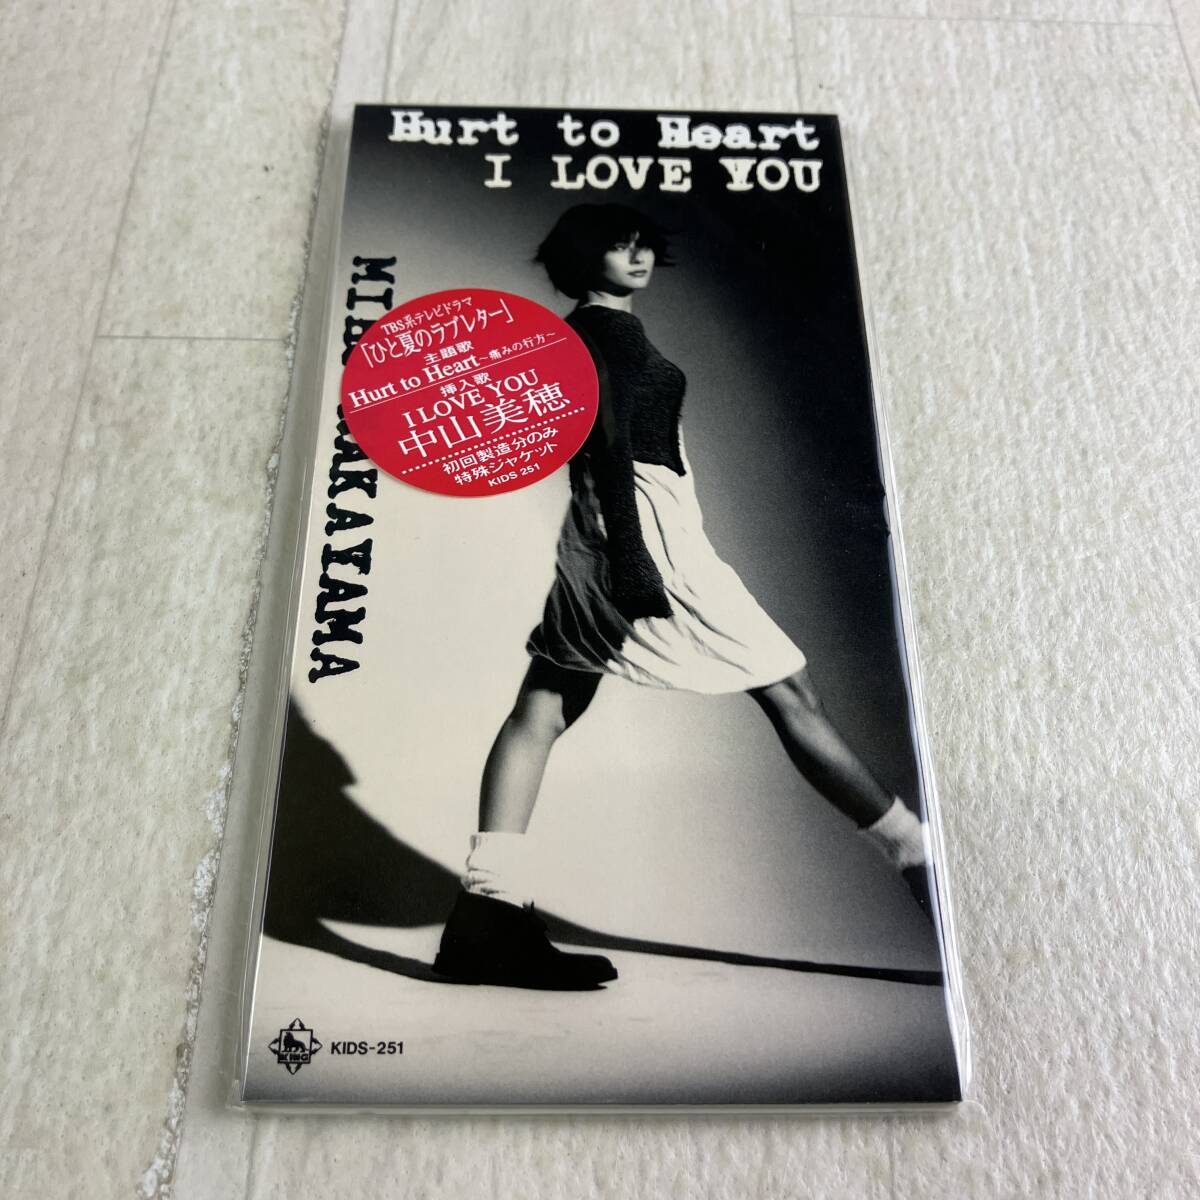 Hurt to Heart
I LOVE YOU
TBS系テレビドラマ
「ひと夏のラブレター」
主題歌
Hurt to Heart～痛みの行方～
挿入歌
I LOVE YOU
中山美穂
初回製造分のみ
特殊ジャケット
KIDS 251
AKAYAMA
KING
KIDS-251